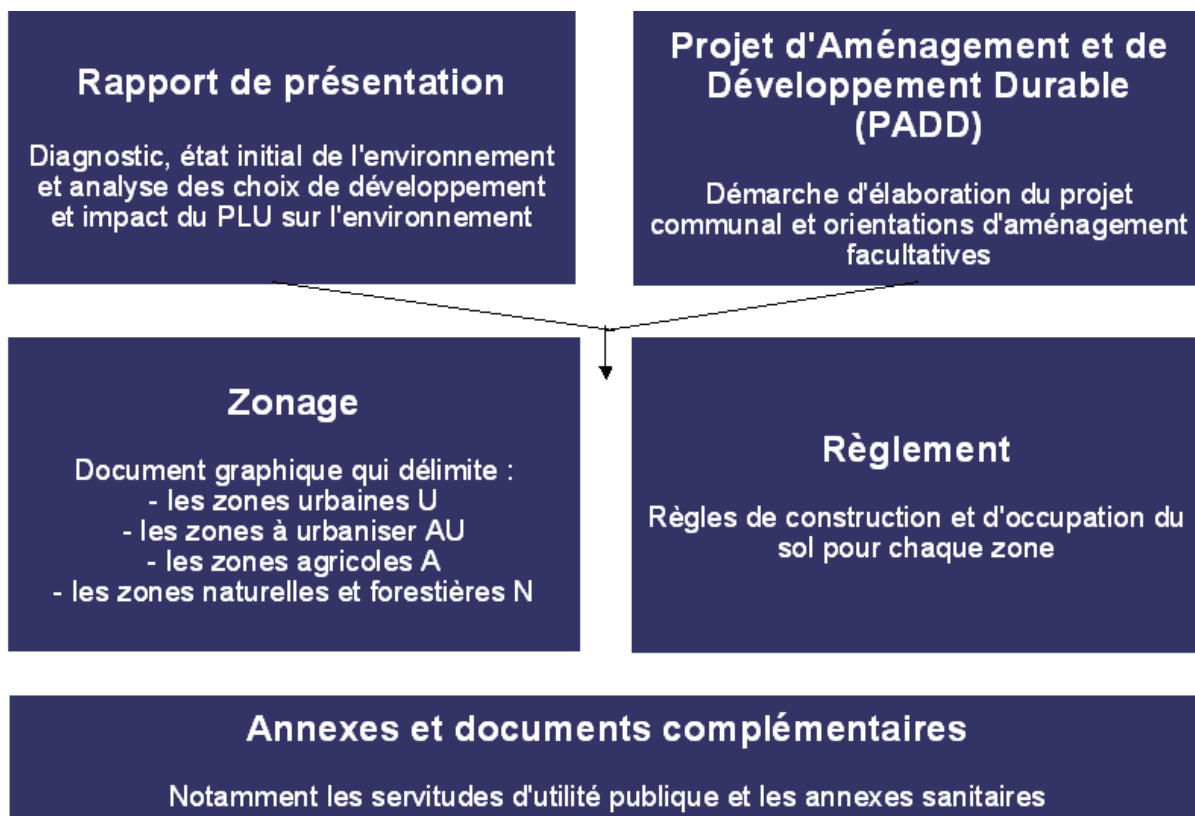 Rapport de présentation
Diagnostic, état initial de l'environnement
et analyse des choix de développement
et impact du PLU sur l'environnement
Projet d'Aménagement et de
Développement Durable
(PADD)
Démarche d'élaboration du projet
communal et orientations d'aménagement
facultatives
Zonage
Document graphique qui délimite :
- les zones urbaines U
- les zones à urbaniser AU
- les zones agricoles A
- les zones naturelles et forestières N
Règlement
Règles de construction et d'occupation du
sol pour chaque zone
Annexes et documents complémentaires
Notamment les servitudes d'utilité publique et les annexes sanitaires